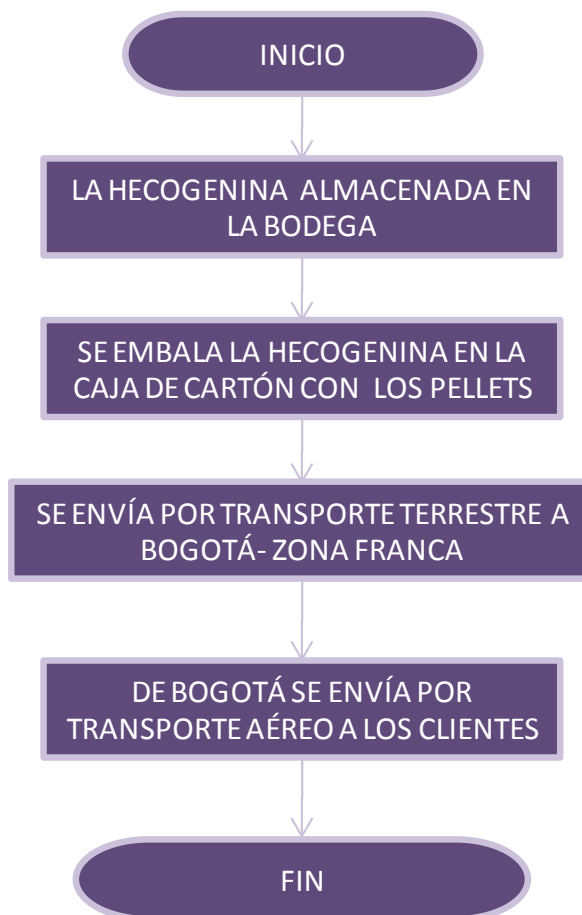 INICIO
LA HECOGENINA ALMACENADA EN
LA BODEGA
SE EMBALA LA HECOGENINA EN LA
CAJA DE CARTÓN CON LOS PELLETS
SE ENVÍA POR TRANSPORTE TERRESTRE A
BOGOTÁ- ZONA FRANCA
DE BOGOTÁ SE ENVÍA POR
TRANSPORTE AÉREO A LOS CLIENTES
FIN